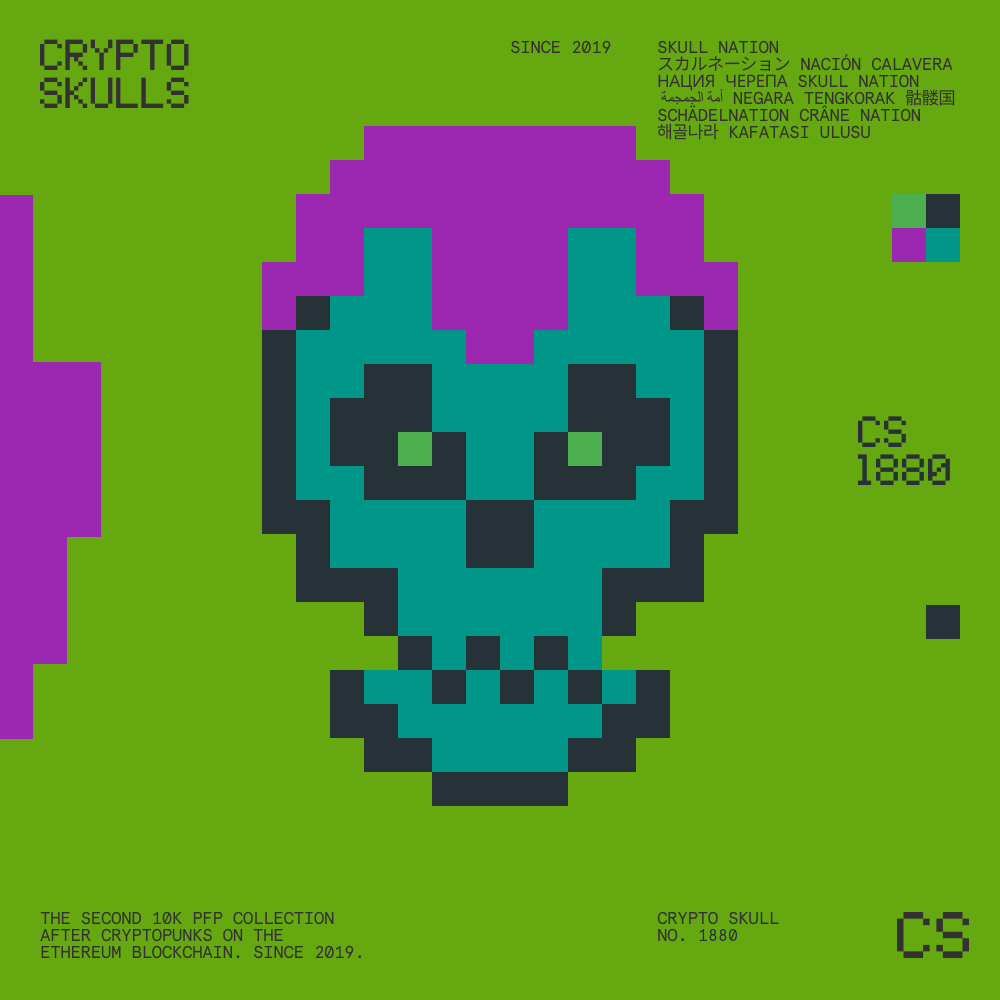 CRYPTO
SKULLS
SINCE 2019
SKULL NATION
スカルネーション NACIÓN CALAVERA
НАЦИЯ ЧЕРЕПА SKULL NATION
أمة الجمجمة NEGARA TENGKORAK 骷髅国
SCHÄDELNATION CRÂNE NATION
해골나라 KAFATASI ULUSU
CS
1880
THE SECOND 10K PFP COLLECTION
AFTER CRYPTOPUNKS ON THE
ETHEREUM BLOCKCHAIN. SINCE 2019.
CRYPTO SKULL
NO. 1880
CS